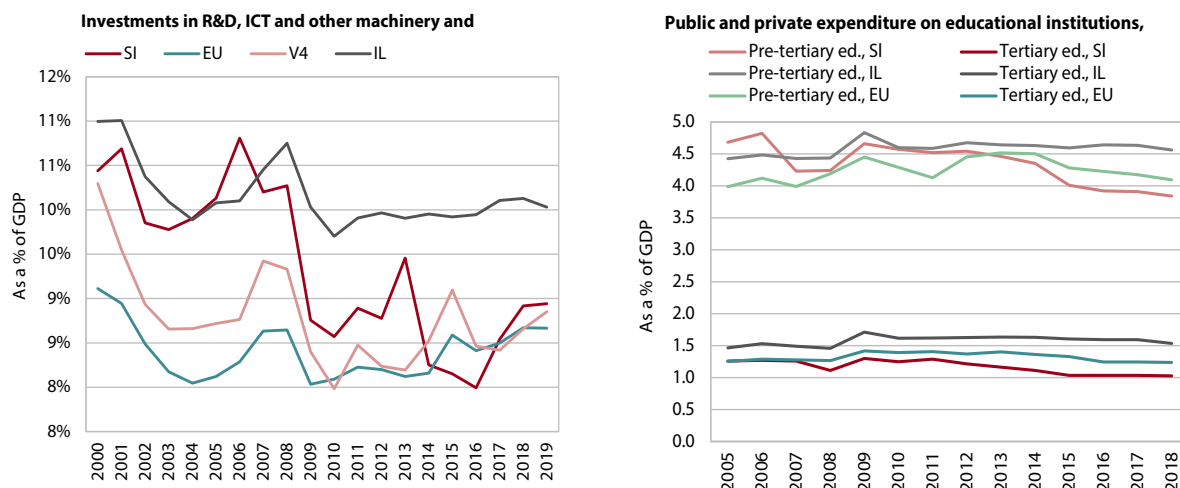 Investments in R&D, ICT and other machinery and
SI EU V4 IL
As a % of GDP
12%
11%
11%
10%
10%
9%
9%
8%
8%
2000 2001 2002 2003 2004 2005 2006 2007 2008 2009 2010 2011 2012 2013 2014 2015 2016 2017 2018 2019
Public and private expenditure on educational institutions,
Pre-tertiary ed., SI Tertiary ed., SI
Pre-tertiary ed., IL Tertiary ed., IL
Pre-tertiary ed., EU Tertiary ed., EU
As a % of GDP
5.0
4.5
4.0
3.5
3.0
2.5
2.0
1.5
1.0
0.5
0.0
2005 2006 2007 2008 2009 2010 2011 2012 2013 2014 2015 2016 2017 2018